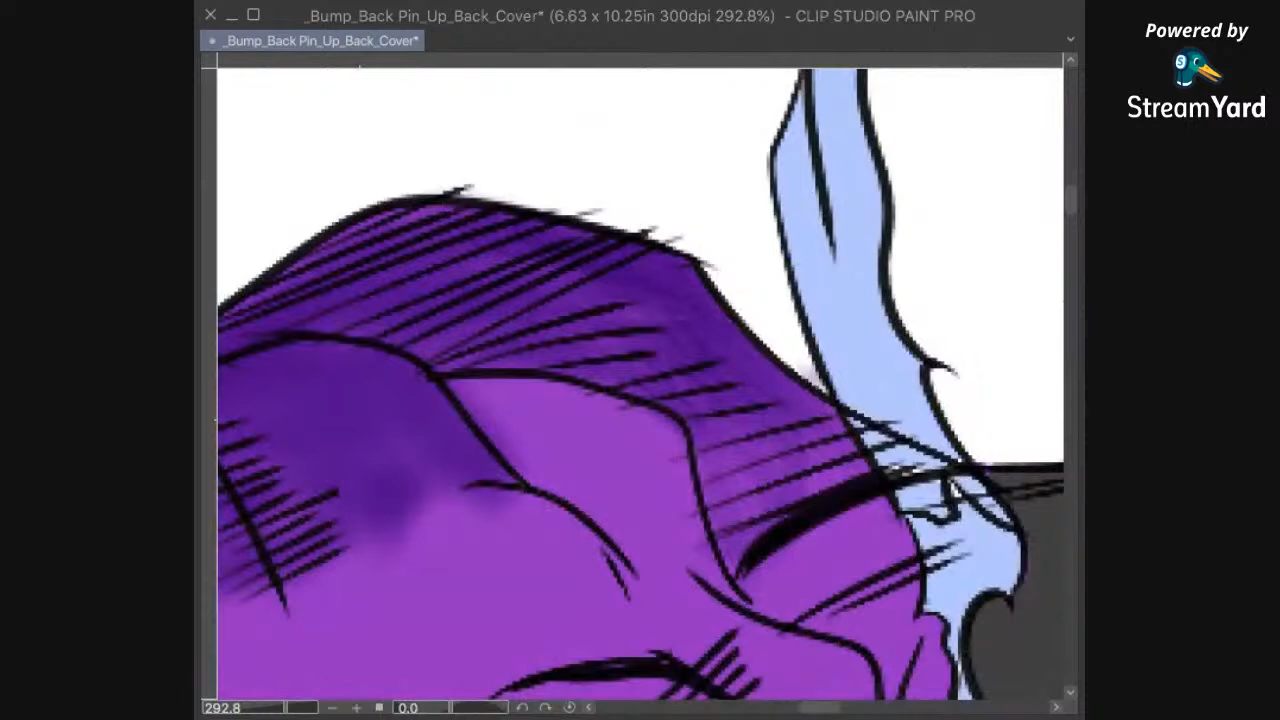 _Bump_Back Pin_Up_Back_Cover* (6.63 x 10.25in 300dpi 292.8%) - CLIP STUDIO PAINT PRO
_Bump_Back Pin_Up_Back_Cover*
Powered by
StreamYard
292.8
0.0